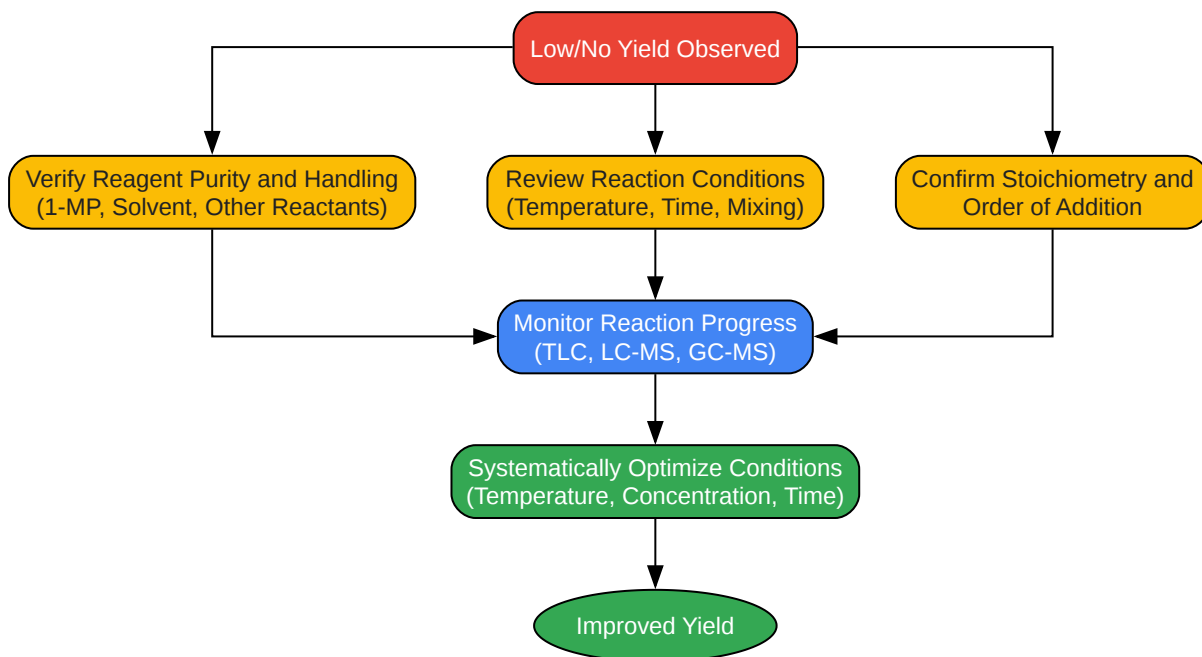 Low/No Yield Observed
Verify Reagent Purity and Handling
(1-MP, Solvent, Other Reactants)
Review Reaction Conditions
(Temperature, Time, Mixing)
Confirm Stoichiometry and
Order of Addition
Monitor Reaction Progress
(TLC, LC-MS, GC-MS)
Systematically Optimize Conditions
(Temperature, Concentration, Time)
Improved Yield